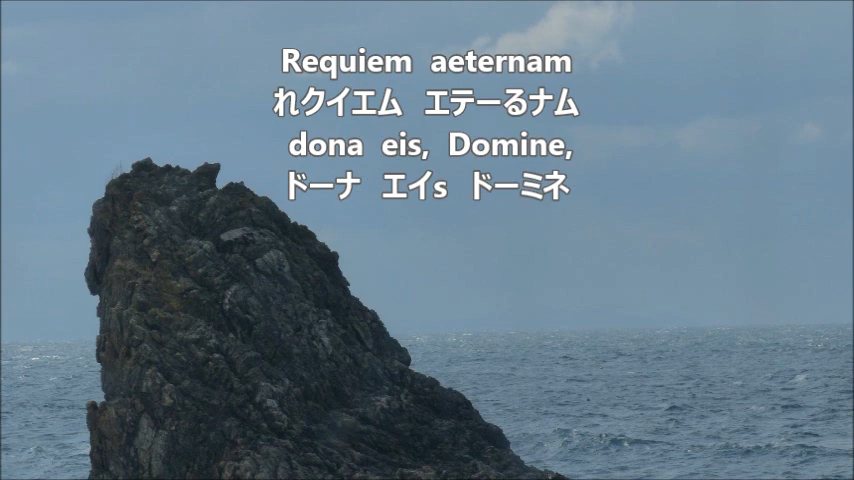 Requiem aeternam
れクイエム エテーるナム
dona eis, Domine,
ドーナ エイs ドーミネ